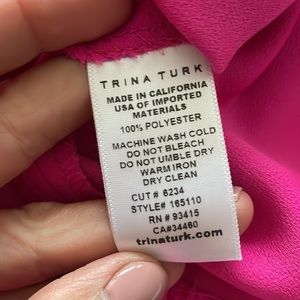 TRINA TURK
MADE IN CALIFORNIA
USA OF IMPORTED
MATERIALS
100% POLYESTER
MACHINE WASH COLD
DO NOT BLEACH
DO NOT UMBLE DRY
WARM IRON
DRY CLEAN
CUT # 6234
STYLE# 165110
RN # 93415
CA#34460
trinaturk.com